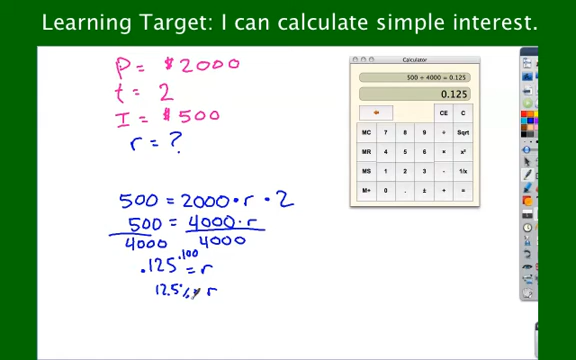 Learning Target: I can calculate simple interest.
P = $2000
t = 2
I = $500
r = ?
Calculator
500 ÷ 4000 = 0.125
0.125
CE C
MC 7 8 9 ÷ Sqrt
MR 4 5 6 × x²
MS 1 2 3 - 1/x
M+ 0 . ± + =
500 = 2000 · r · 2
500 = 4000 · r
4000 4000
.125 · 100 = r
12.5% r